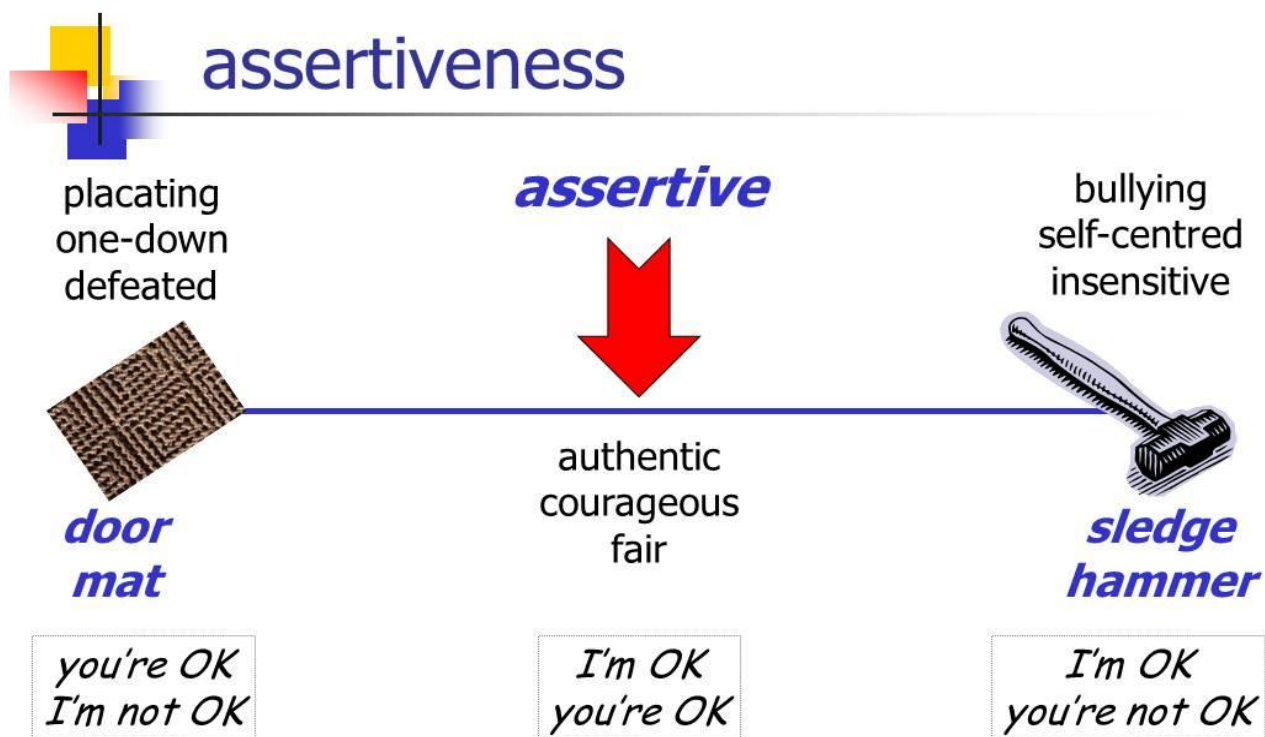 assertiveness
placating
one-down
defeated
door
mat
you're OK
I'm not OK
assertive
authentic
courageous
fair
I'm OK
you're OK
bullying
self-centred
insensitive
sledge
hammer
I'm OK
you're not OK